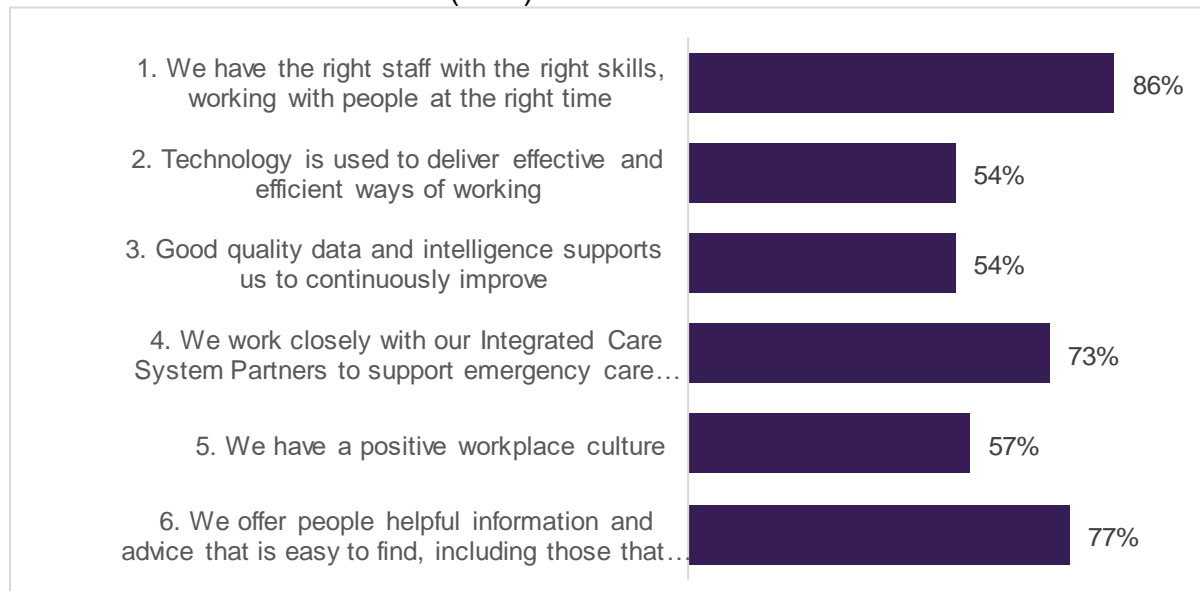 1. We have the right staff with the right skills,
working with people at the right time
86%
2. Technology is used to deliver effective and
efficient ways of working
54%
3. Good quality data and intelligence supports
us to continuously improve
54%
4. We work closely with our Integrated Care
System Partners to support emergency care…
73%
5. We have a positive workplace culture
57%
6. We offer people helpful information and
advice that is easy to find, including those that…
77%